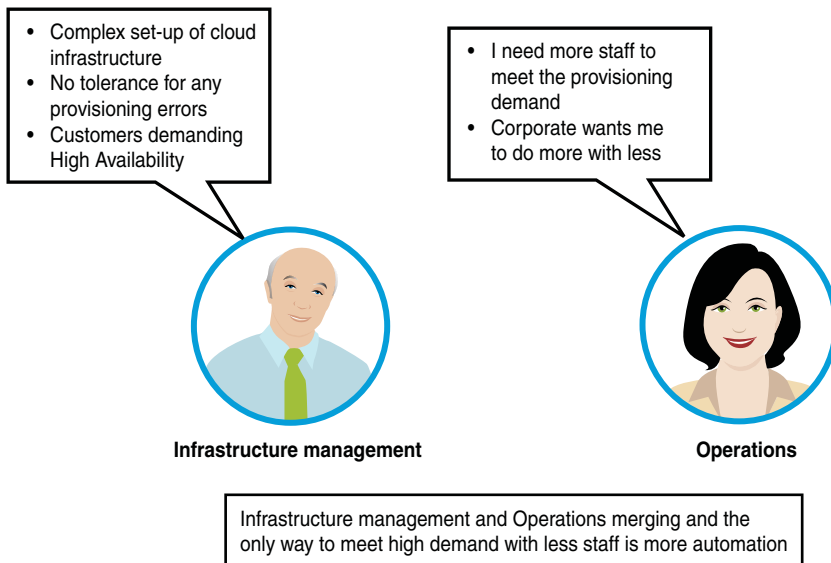 • Complex set-up of cloud
infrastructure
• No tolerance for any
provisioning errors
• Customers demanding
High Availability
• I need more staff to
meet the provisioning
demand
• Corporate wants me
to do more with less
Infrastructure management
Operations
Infrastructure management and Operations merging and the
only way to meet high demand with less staff is more automation